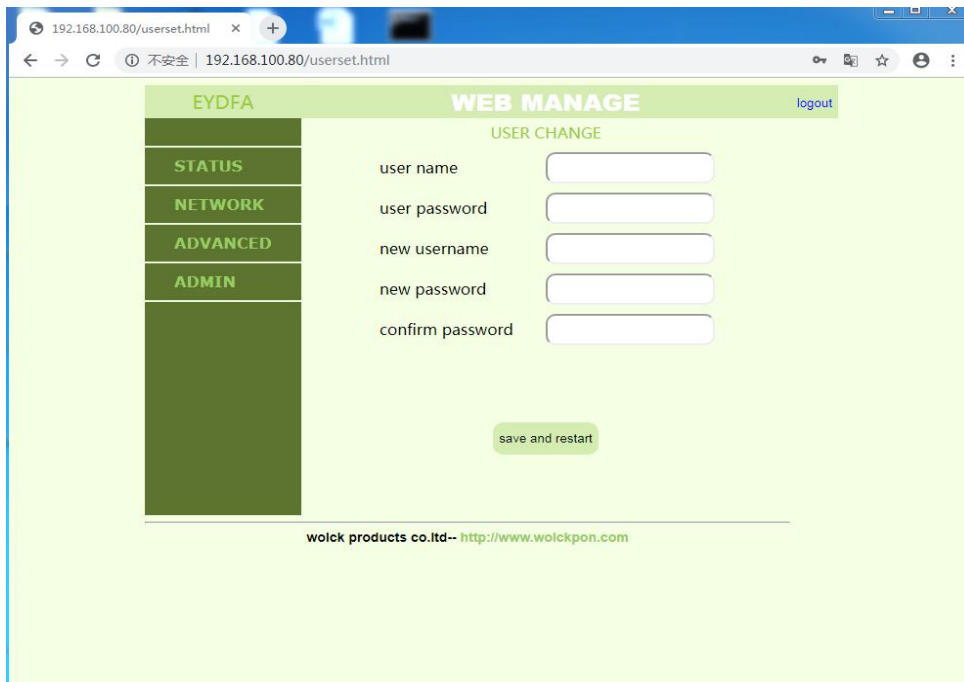 192.168.100.80/userset.html
不安全 | 192.168.100.80/userset.html
EYDFA WEB MANAGE logout
USER CHANGE
STATUS
NETWORK
ADVANCED
ADMIN
user name
user password
new username
new password
confirm password
save and restart
wolck products co.ltd-- http://www.wolckpon.com